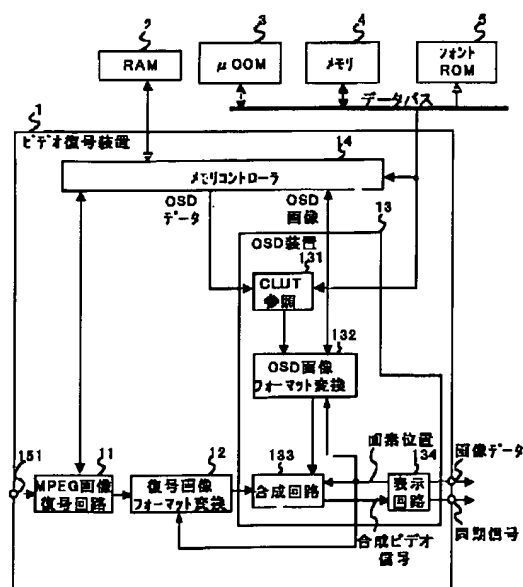 2
3
4
5
RAM
μOOM
メモリ
フォント
ROM
データバス
1
ビデオ復号装置
14
メモリコントローラ
OSD
データ
OSD
画像
13
OSD装置
131
CLUT
参照
132
OSD画像
フォーマット変換
151
11
12
133
画素位置
134
画像データ
MPEG画像
復号回路
復号画像
フォーマット変換
合成回路
表示
回路
合成ビデオ
信号
同期信号